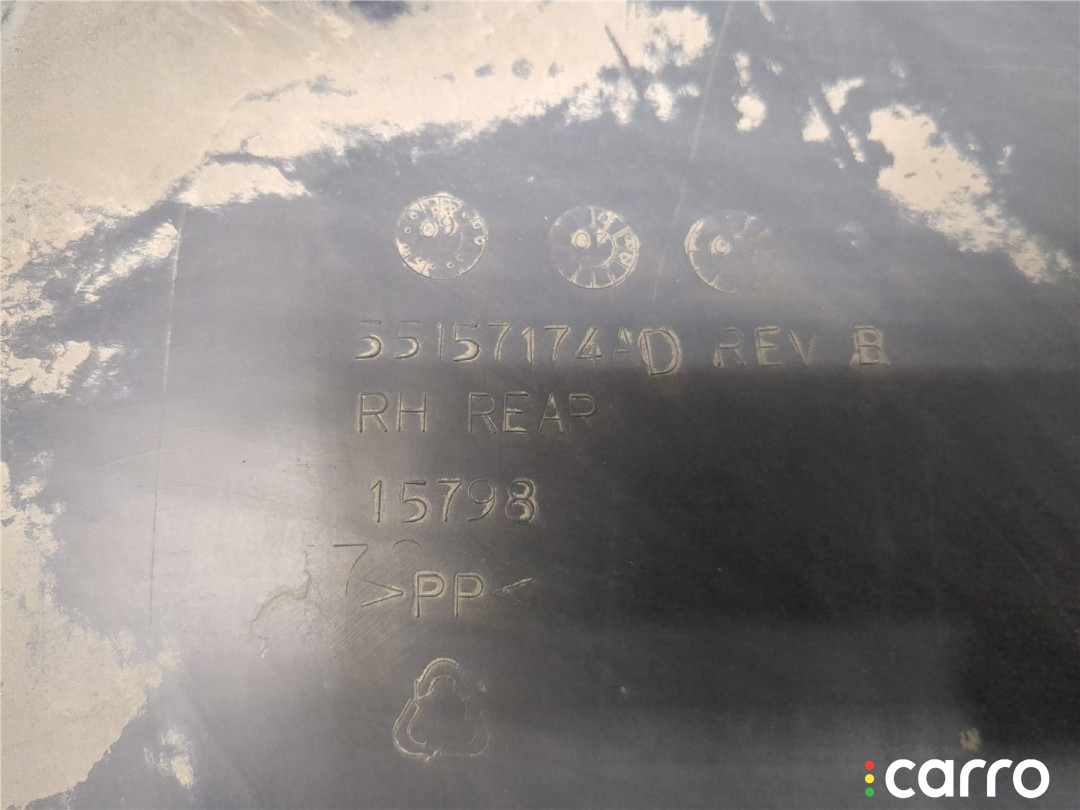 55157174AD REV B
RH REAR
15798
>PP<
carro